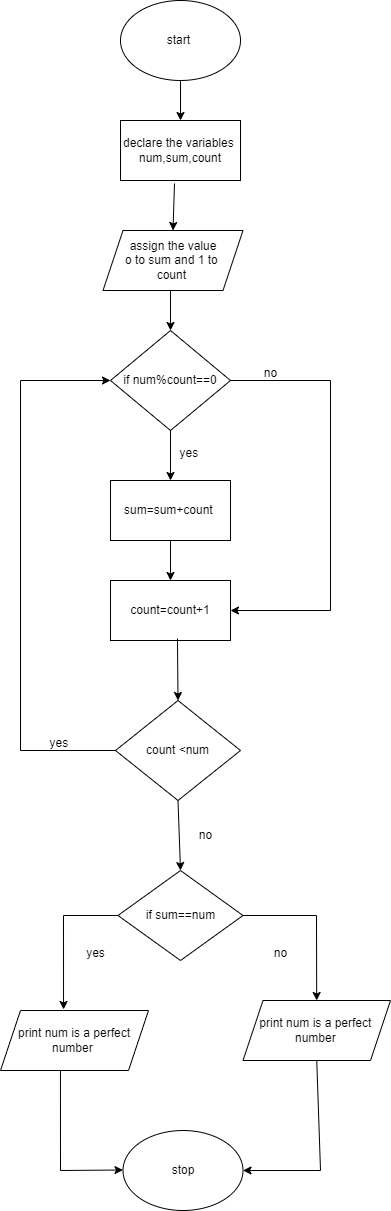 start
declare the variables
num,sum,count
assign the value
o to sum and 1 to
count
if num%count==0
no
yes
sum=sum+count
count=count+1
count <num
yes
no
if sum==num
yes
no
print num is a perfect
number
print num is a perfect
number
stop